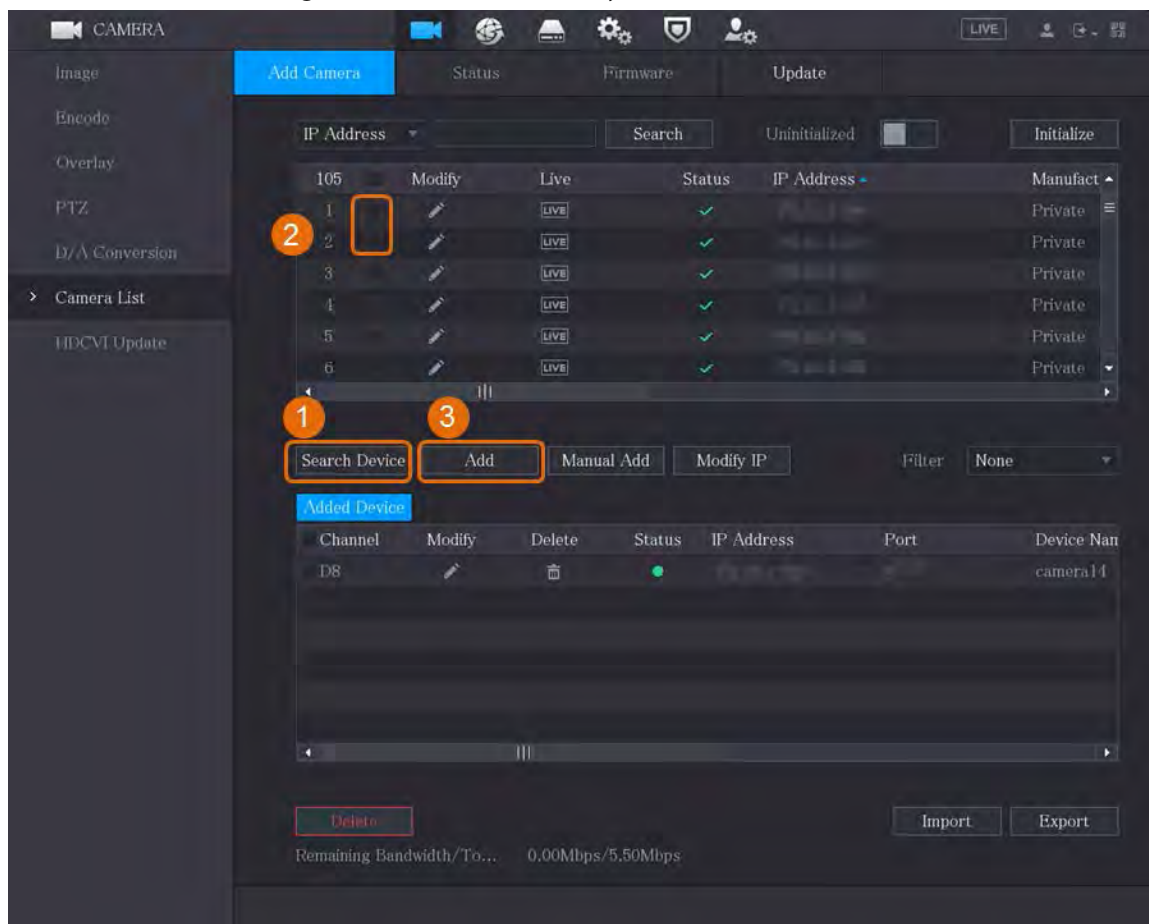 CAMERA LIVE
Image
Encode
Overlay
PTZ
D/A Conversion
Camera List
HDCVI Update
Add Camera Status Firmware Update
IP Address Search Uninitialized Initialize
105 Modify Live Status IP Address Manufact
1 LIVE Private
2 LIVE Private
2
3 LIVE Private
4 LIVE Private
5 LIVE Private
6 LIVE Private
1 3
Search Device Add Manual Add Modify IP Filter None
Added Device
Channel Modify Delete Status IP Address Port Device Nam
D8 camera14
Delete Import Export
Remaining Bandwidth/To... 0.00Mbps/5.50Mbps